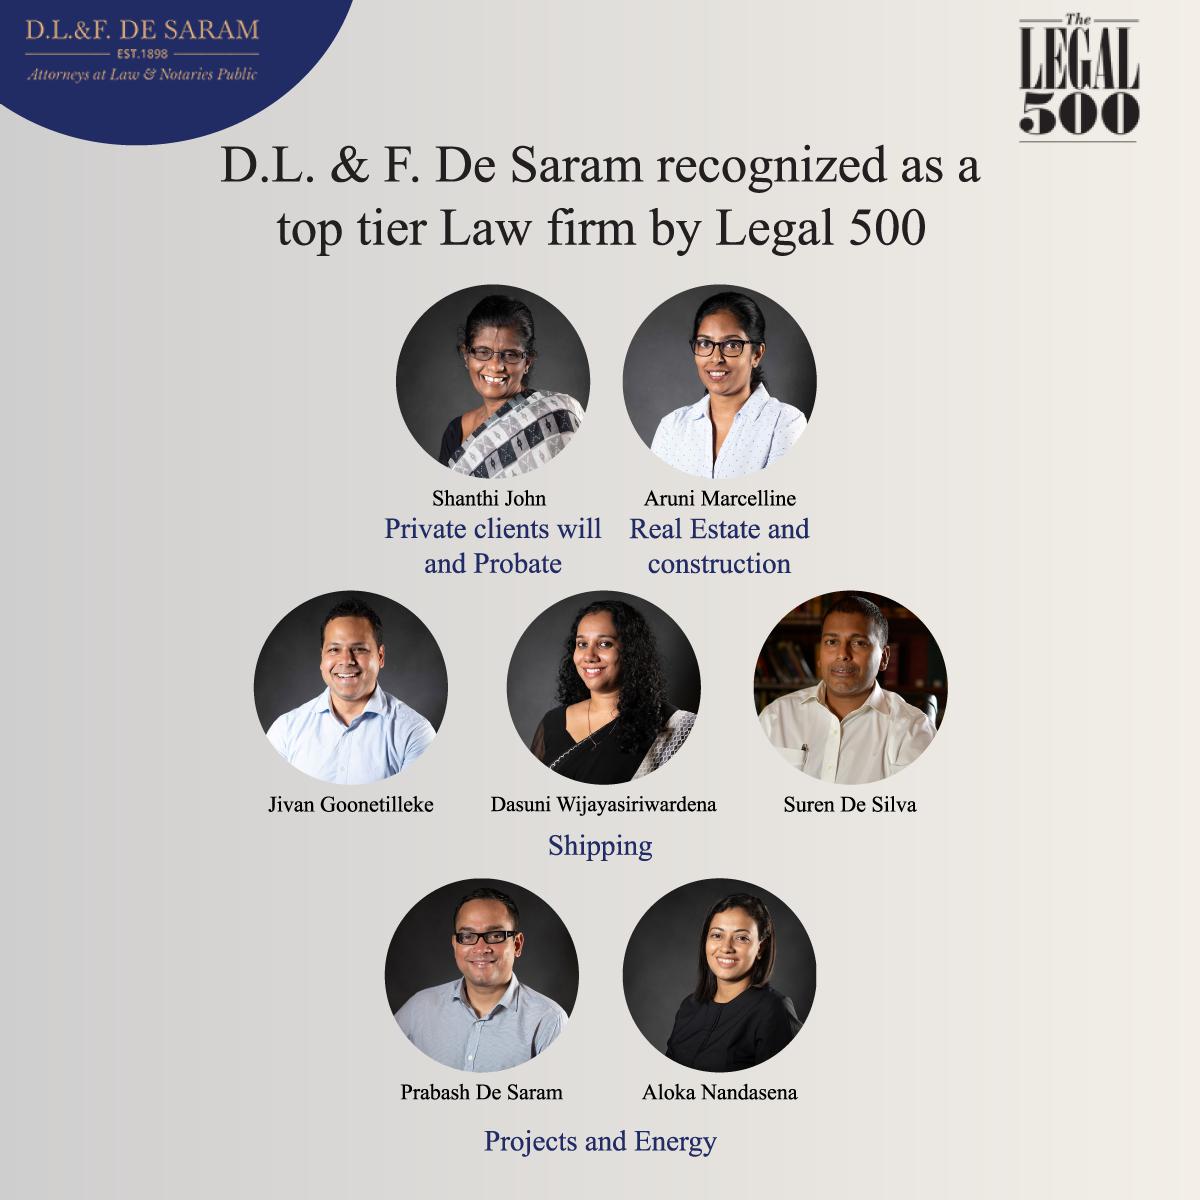 D.L.&F. DE SARAM
EST.1898
Attorneys at Law & Notaries Public
The
LEGAL
500
D.L. & F. De Saram recognized as a
top tier Law firm by Legal 500
Shanthi John
Private clients will
and Probate
Aruni Marcelline
Real Estate and
construction
Jivan Goonetilleke
Dasuni Wijayasiriwardena
Suren De Silva
Shipping
Prabash De Saram
Aloka Nandasena
Projects and Energy